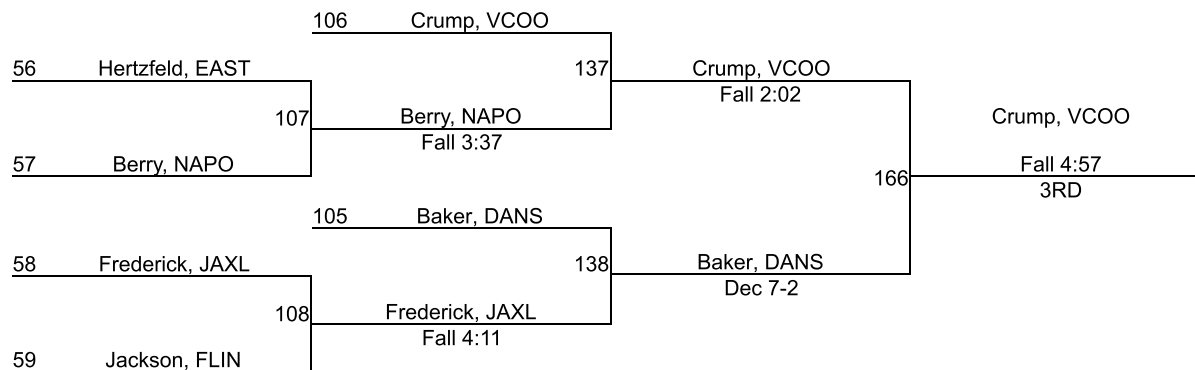 106 Crump, VCOO
56 Hertzfeld, EAST
137 Crump, VCOO
Fall 2:02
107 Berry, NAPO
Fall 3:37
Crump, VCOO
57 Berry, NAPO
Fall 4:57
166
3RD
105 Baker, DANS
58 Frederick, JAXL
138 Baker, DANS
Dec 7-2
108 Frederick, JAXL
Fall 4:11
59 Jackson, FLIN